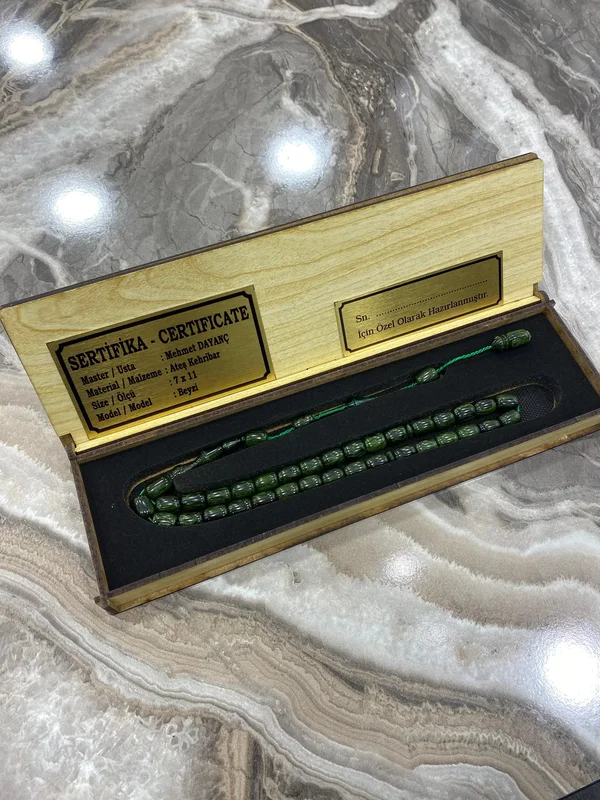 SERTİFİKA - CERTIFICATE
Master / Usta : Mehmet DAYANÇ
Material / Malzeme : Ateş Kehribar
Size / Ölçü : 7 x 11
Model / Model : Beyzi
Sn. ................................
İçin Özel Olarak Hazırlanmıştır.